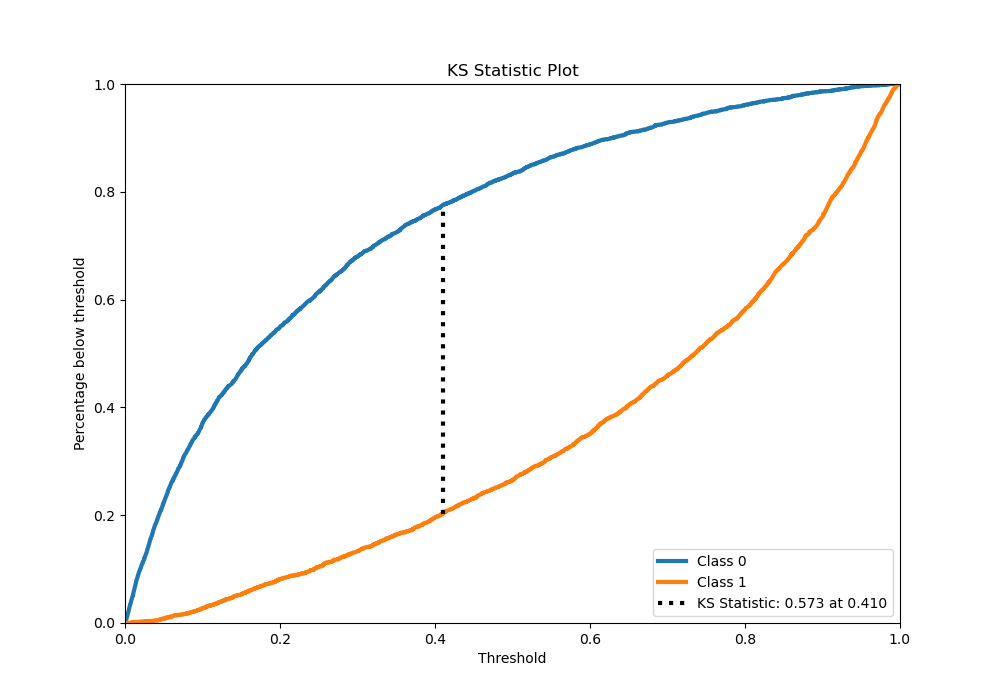 KS Statistic Plot
1.0
0.8
0.6
0.4
0.2
0.0
Percentage below threshold
0.0 0.2 0.4 0.6 0.8 1.0
Threshold
Class 0
Class 1
KS Statistic: 0.573 at 0.410